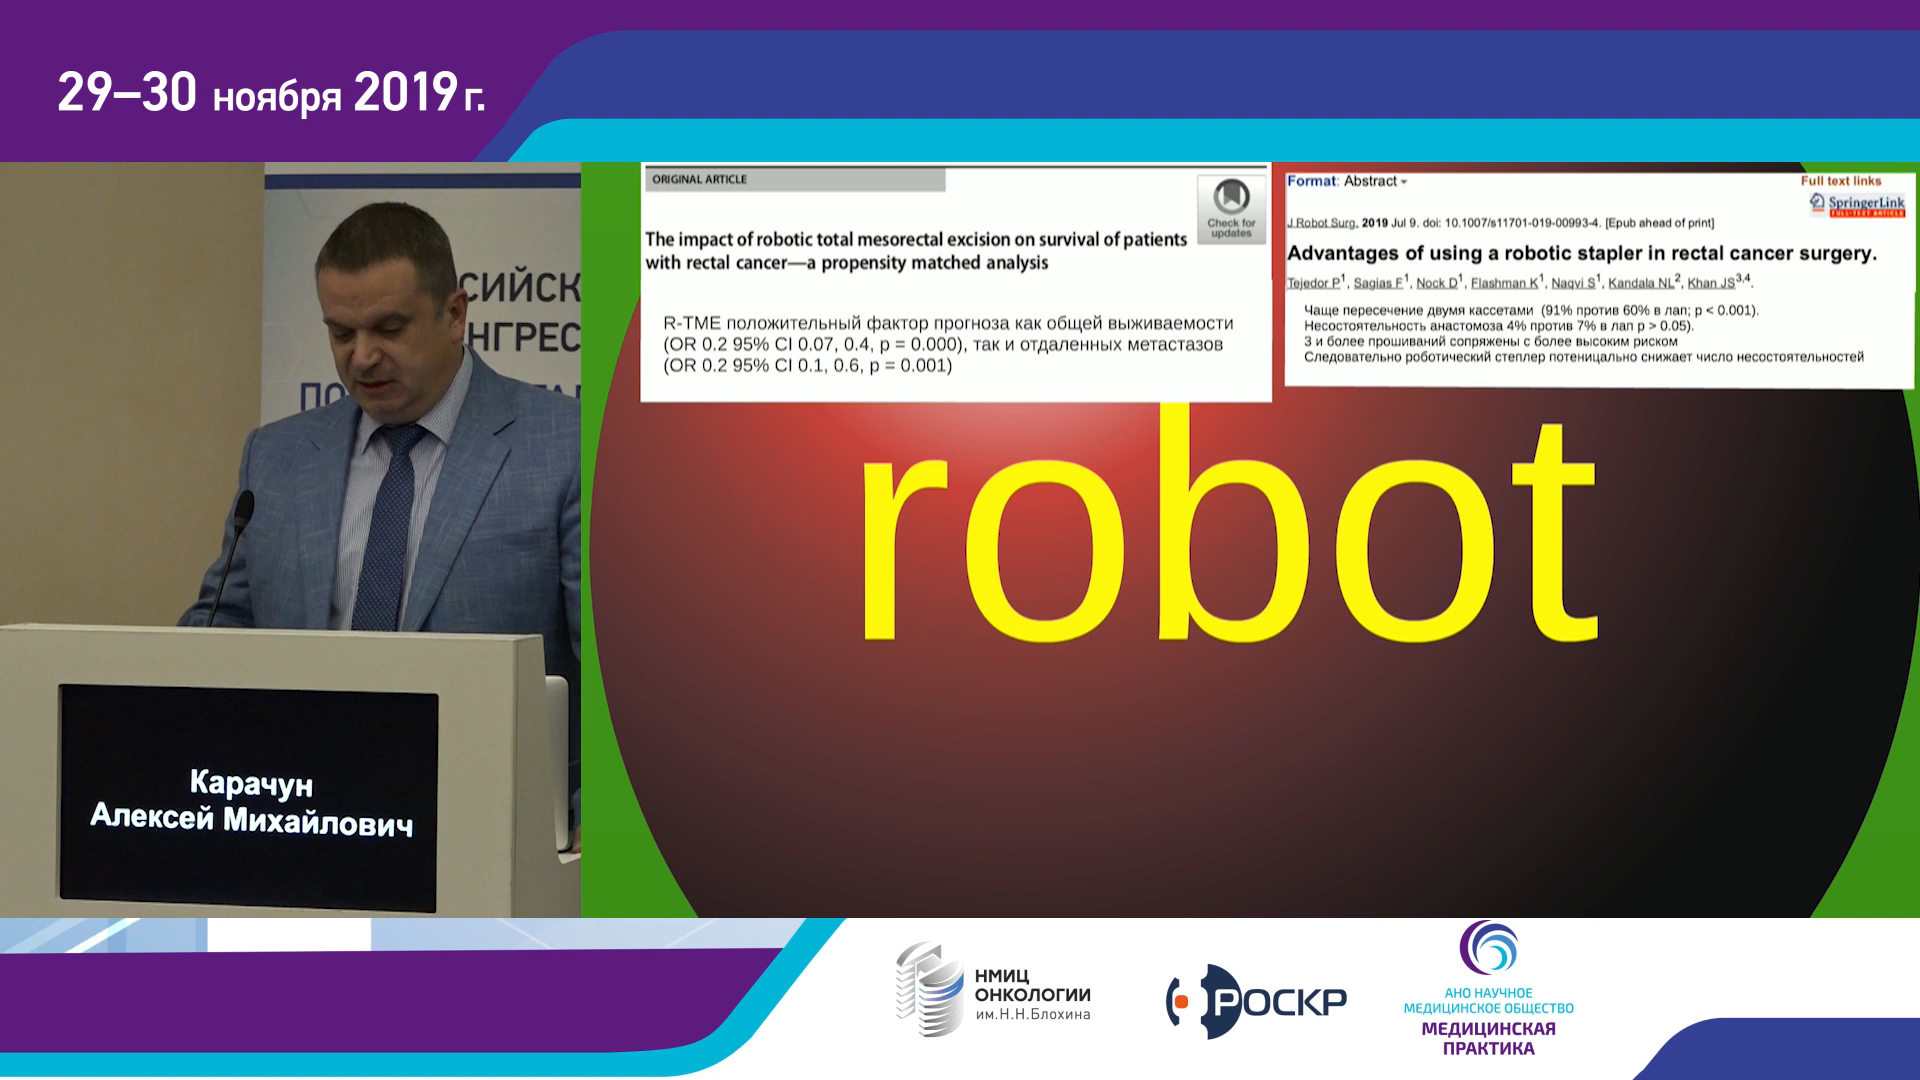 29–30 ноября 2019 г.
СИЙСК
НГРЕС
ПО
Карачун
Алексей Михайлович
ORIGINAL ARTICLE
Check for
updates
The impact of robotic total mesorectal excision on survival of patients
with rectal cancer—a propensity matched analysis
R-TME положительный фактор прогноза как общей выживаемости
(OR 0.2 95% CI 0.07, 0.4, p = 0.000), так и отдаленных метастазов
(OR 0.2 95% CI 0.1, 0.6, p = 0.001)
Format: Abstract
Full text links
SpringerLink
FULL-TEXT ARTICLE
J Robot Surg. 2019 Jul 9. doi: 10.1007/s11701-019-00993-4. [Epub ahead of print]
Advantages of using a robotic stapler in rectal cancer surgery.
Tejedor P1, Sagias F1, Nock D1, Flashman K1, Naqvi S1, Kandala NL2, Khan JS3,4.
Чаще пересечение двумя кассетами (91% против 60% в лап; p < 0.001).
Несостоятельность анастомоза 4% против 7% в лап p > 0.05).
3 и более прошиваний сопряжены с более высоким риском
Следовательно роботический степлер потеницально снижает число несостоятельностей
robot
НМИЦ
ОНКОЛОГИИ
им.Н.Н.Блохина
РОСКР
АНО НАУЧНОЕ
МЕДИЦИНСКОЕ ОБЩЕСТВО
МЕДИЦИНСКАЯ
ПРАКТИКА